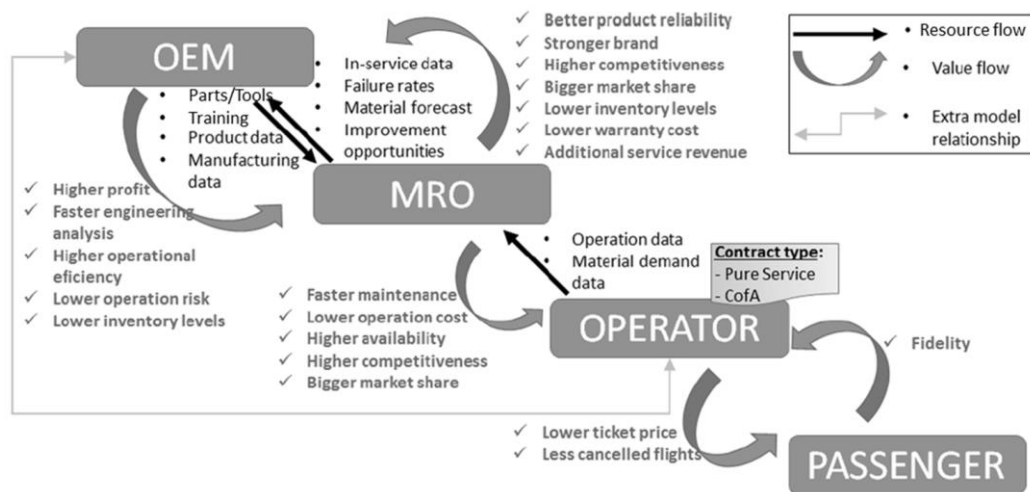 OEM
Parts/Tools
Training
Product data
Manufacturing
data
In-service data
Failure rates
Material forecast
Improvement
opportunities
Better product reliability
Stronger brand
Higher competitiveness
Bigger market share
Lower inventory levels
Lower warranty cost
Additional service revenue
Resource flow
Value flow
Extra model
relationship
Higher profit
Faster engineering
analysis
Higher operational
eficiency
Lower operation risk
Lower inventory levels
MRO
Operation data
Material demand
data
Contract type:
- Pure Service
- CofA
Faster maintenance
Lower operation cost
Higher availability
Higher competitiveness
Bigger market share
OPERATOR
Fidelity
Lower ticket price
Less cancelled flights
PASSENGER